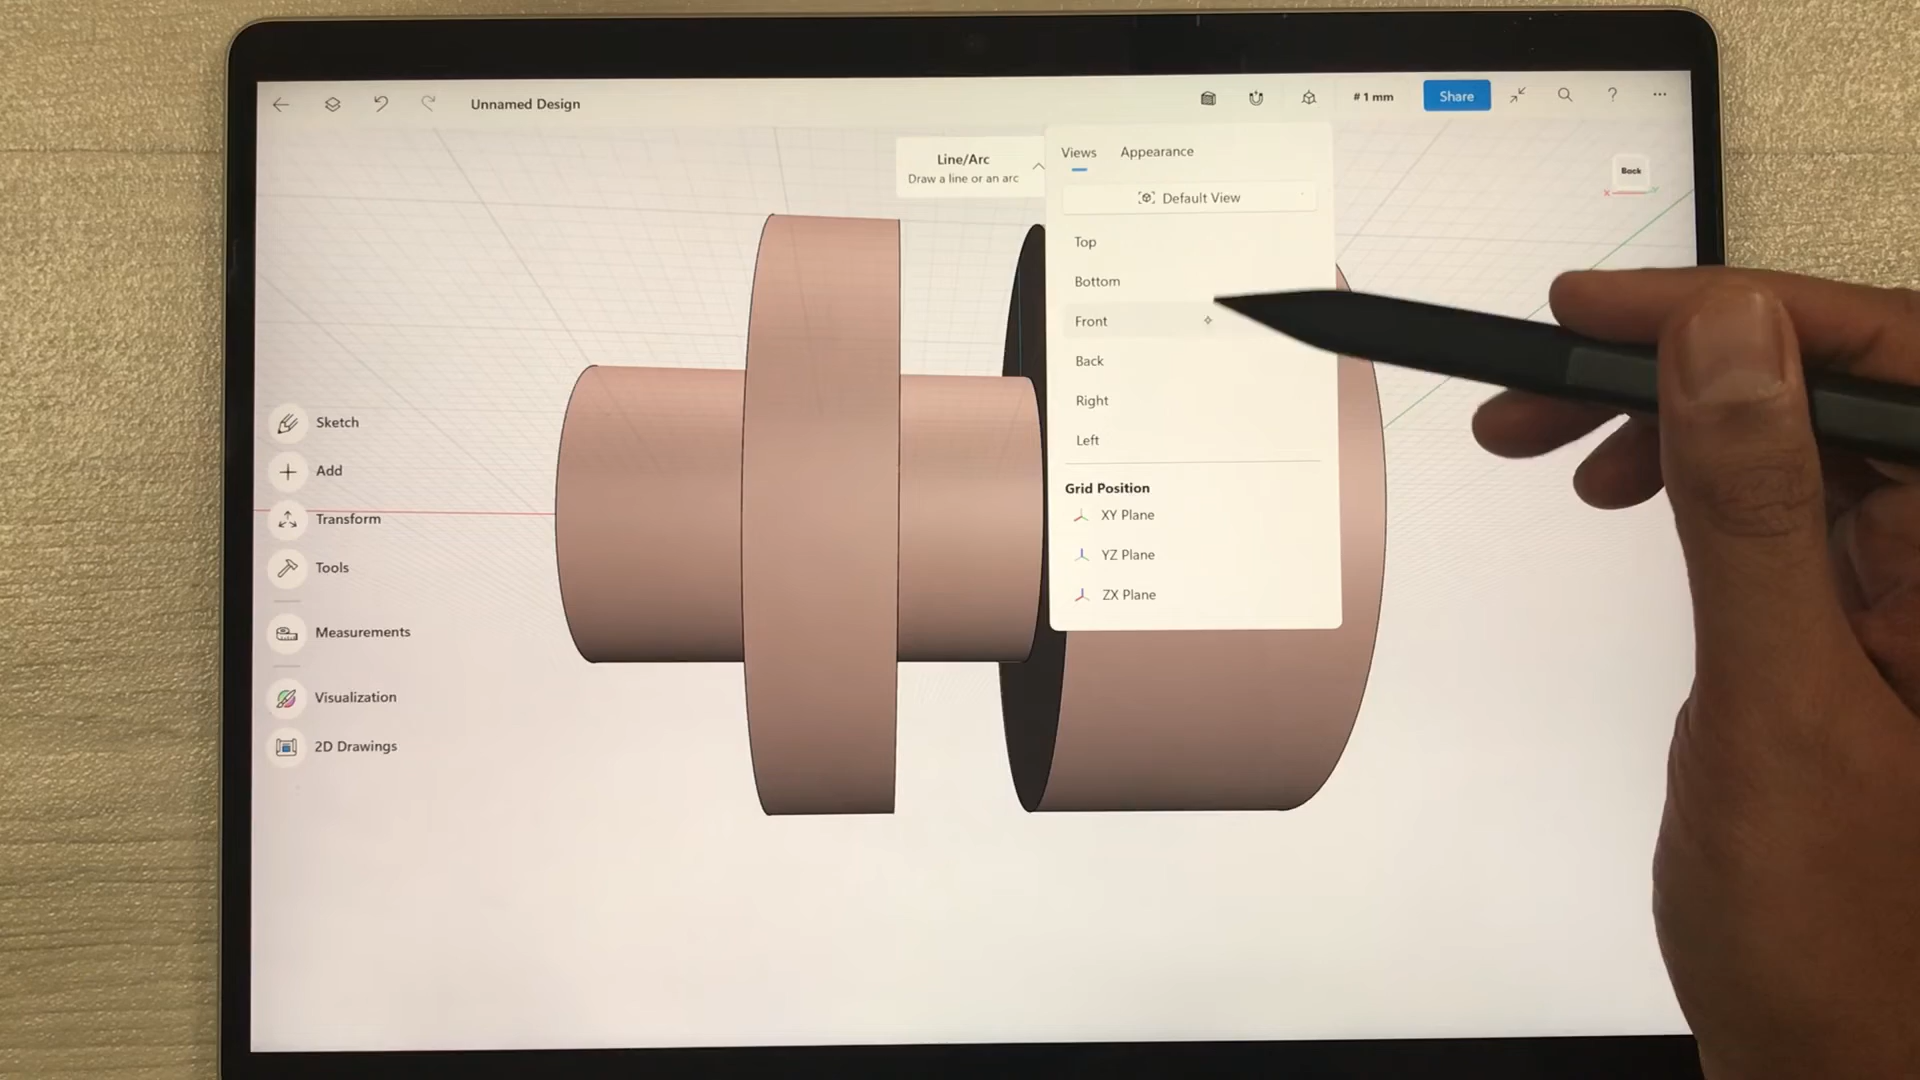 Unnamed Design
# 1 mm
Share
?
Line/Arc
Draw a line or an arc
Views
Appearance
Default View
Top
Bottom
Front
Back
Right
Left
Grid Position
XY Plane
YZ Plane
ZX Plane
Back
X
Y
Sketch
Add
Transform
Tools
Measurements
Visualization
2D Drawings